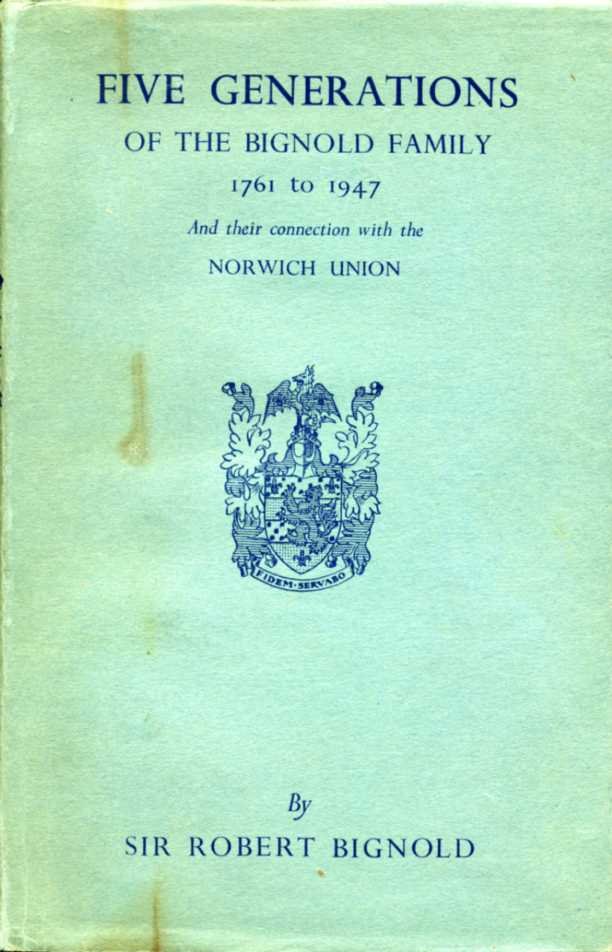 FIVE GENERATIONS
OF THE BIGNOLD FAMILY
1761 to 1947
And their connection with the
NORWICH UNION
FIDEM·SERVABO
By
SIR ROBERT BIGNOLD